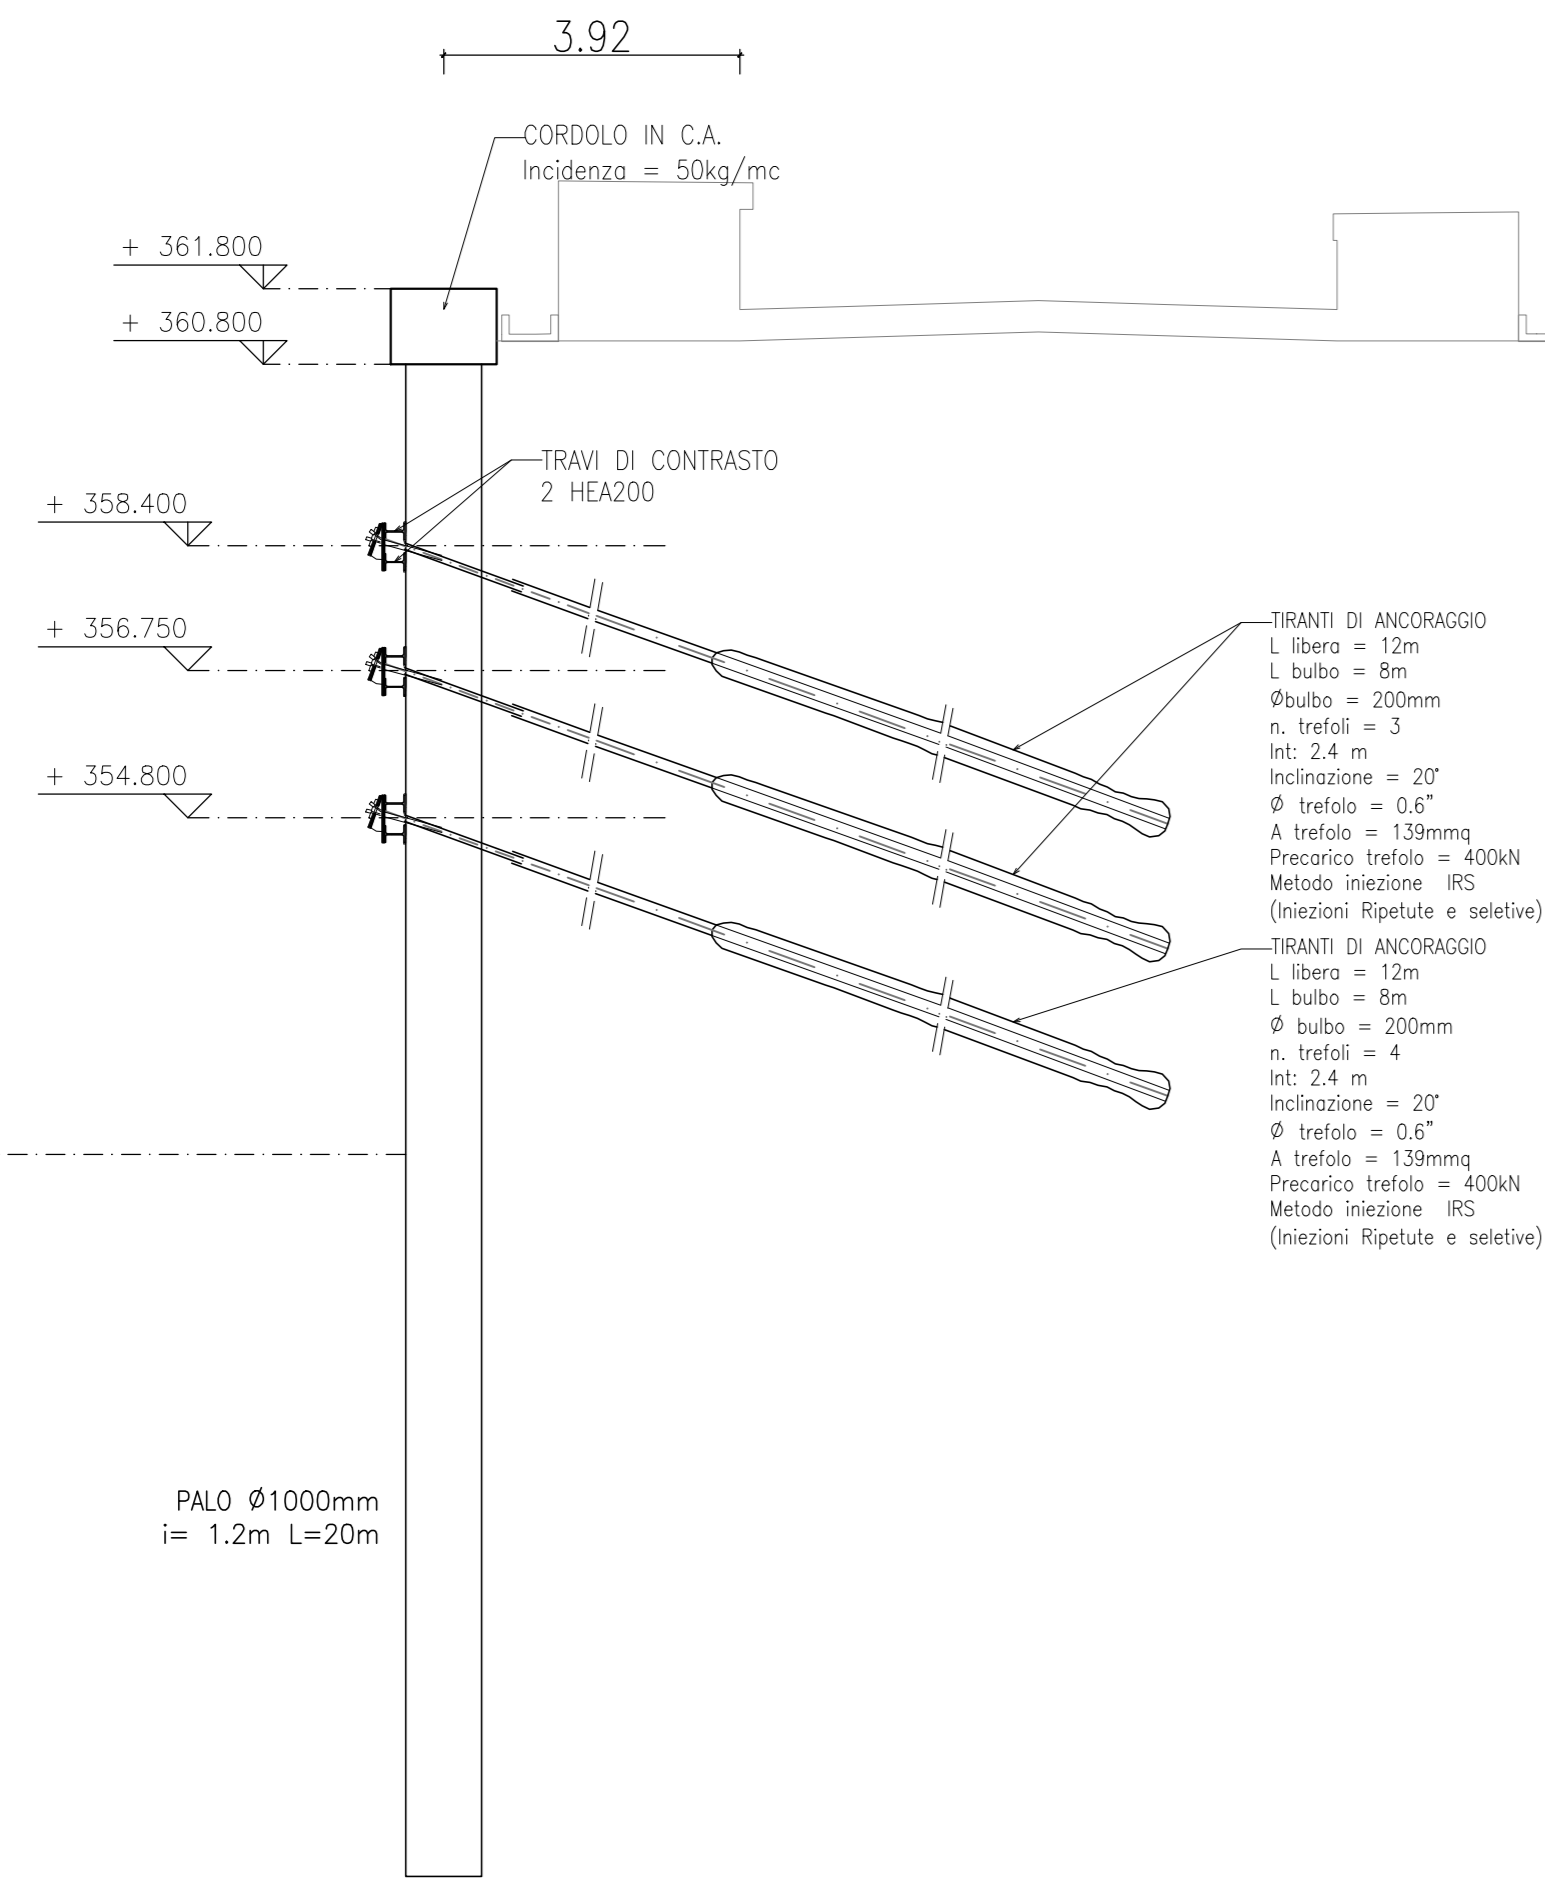 3.92
CORDOLO IN C.A.
Incidenza = 50kg/mc
+ 361.800
+ 360.800
TRAVI DI CONTRASTO
2 HEA200
+ 358.400
+ 356.750
+ 354.800
TIRANTI DI ANCORAGGIO
L libera = 12m
L bulbo = 8m
Øbulbo = 200mm
n. trefoli = 3
Int: 2.4 m
Inclinazione = 20°
Ø trefolo = 0.6”
A trefolo = 139mmq
Precarico trefolo = 400kN
Metodo iniezione IRS
(Iniezioni Ripetute e seletive)
TIRANTI DI ANCORAGGIO
L libera = 12m
L bulbo = 8m
Ø bulbo = 200mm
n. trefoli = 4
Int: 2.4 m
Inclinazione = 20°
Ø trefolo = 0.6”
A trefolo = 139mmq
Precarico trefolo = 400kN
Metodo iniezione IRS
(Iniezioni Ripetute e seletive)
PALO Ø1000mm
i= 1.2m L=20m